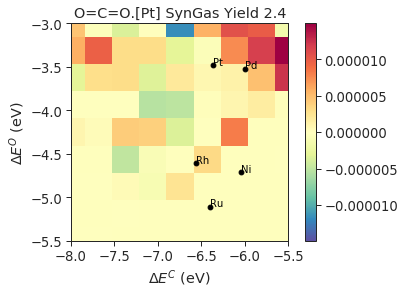 O=C=O.[Pt] SynGas Yield 2.4
−3.0
−3.5
−4.0
−4.5
−5.0
−5.5
ΔE^O (eV)
Pt
Pd
Rh
Ni
Ru
−8.0 −7.5 −7.0 −6.5 −6.0 −5.5
ΔE^C (eV)
0.000010
0.000005
0.000000
−0.000005
−0.000010